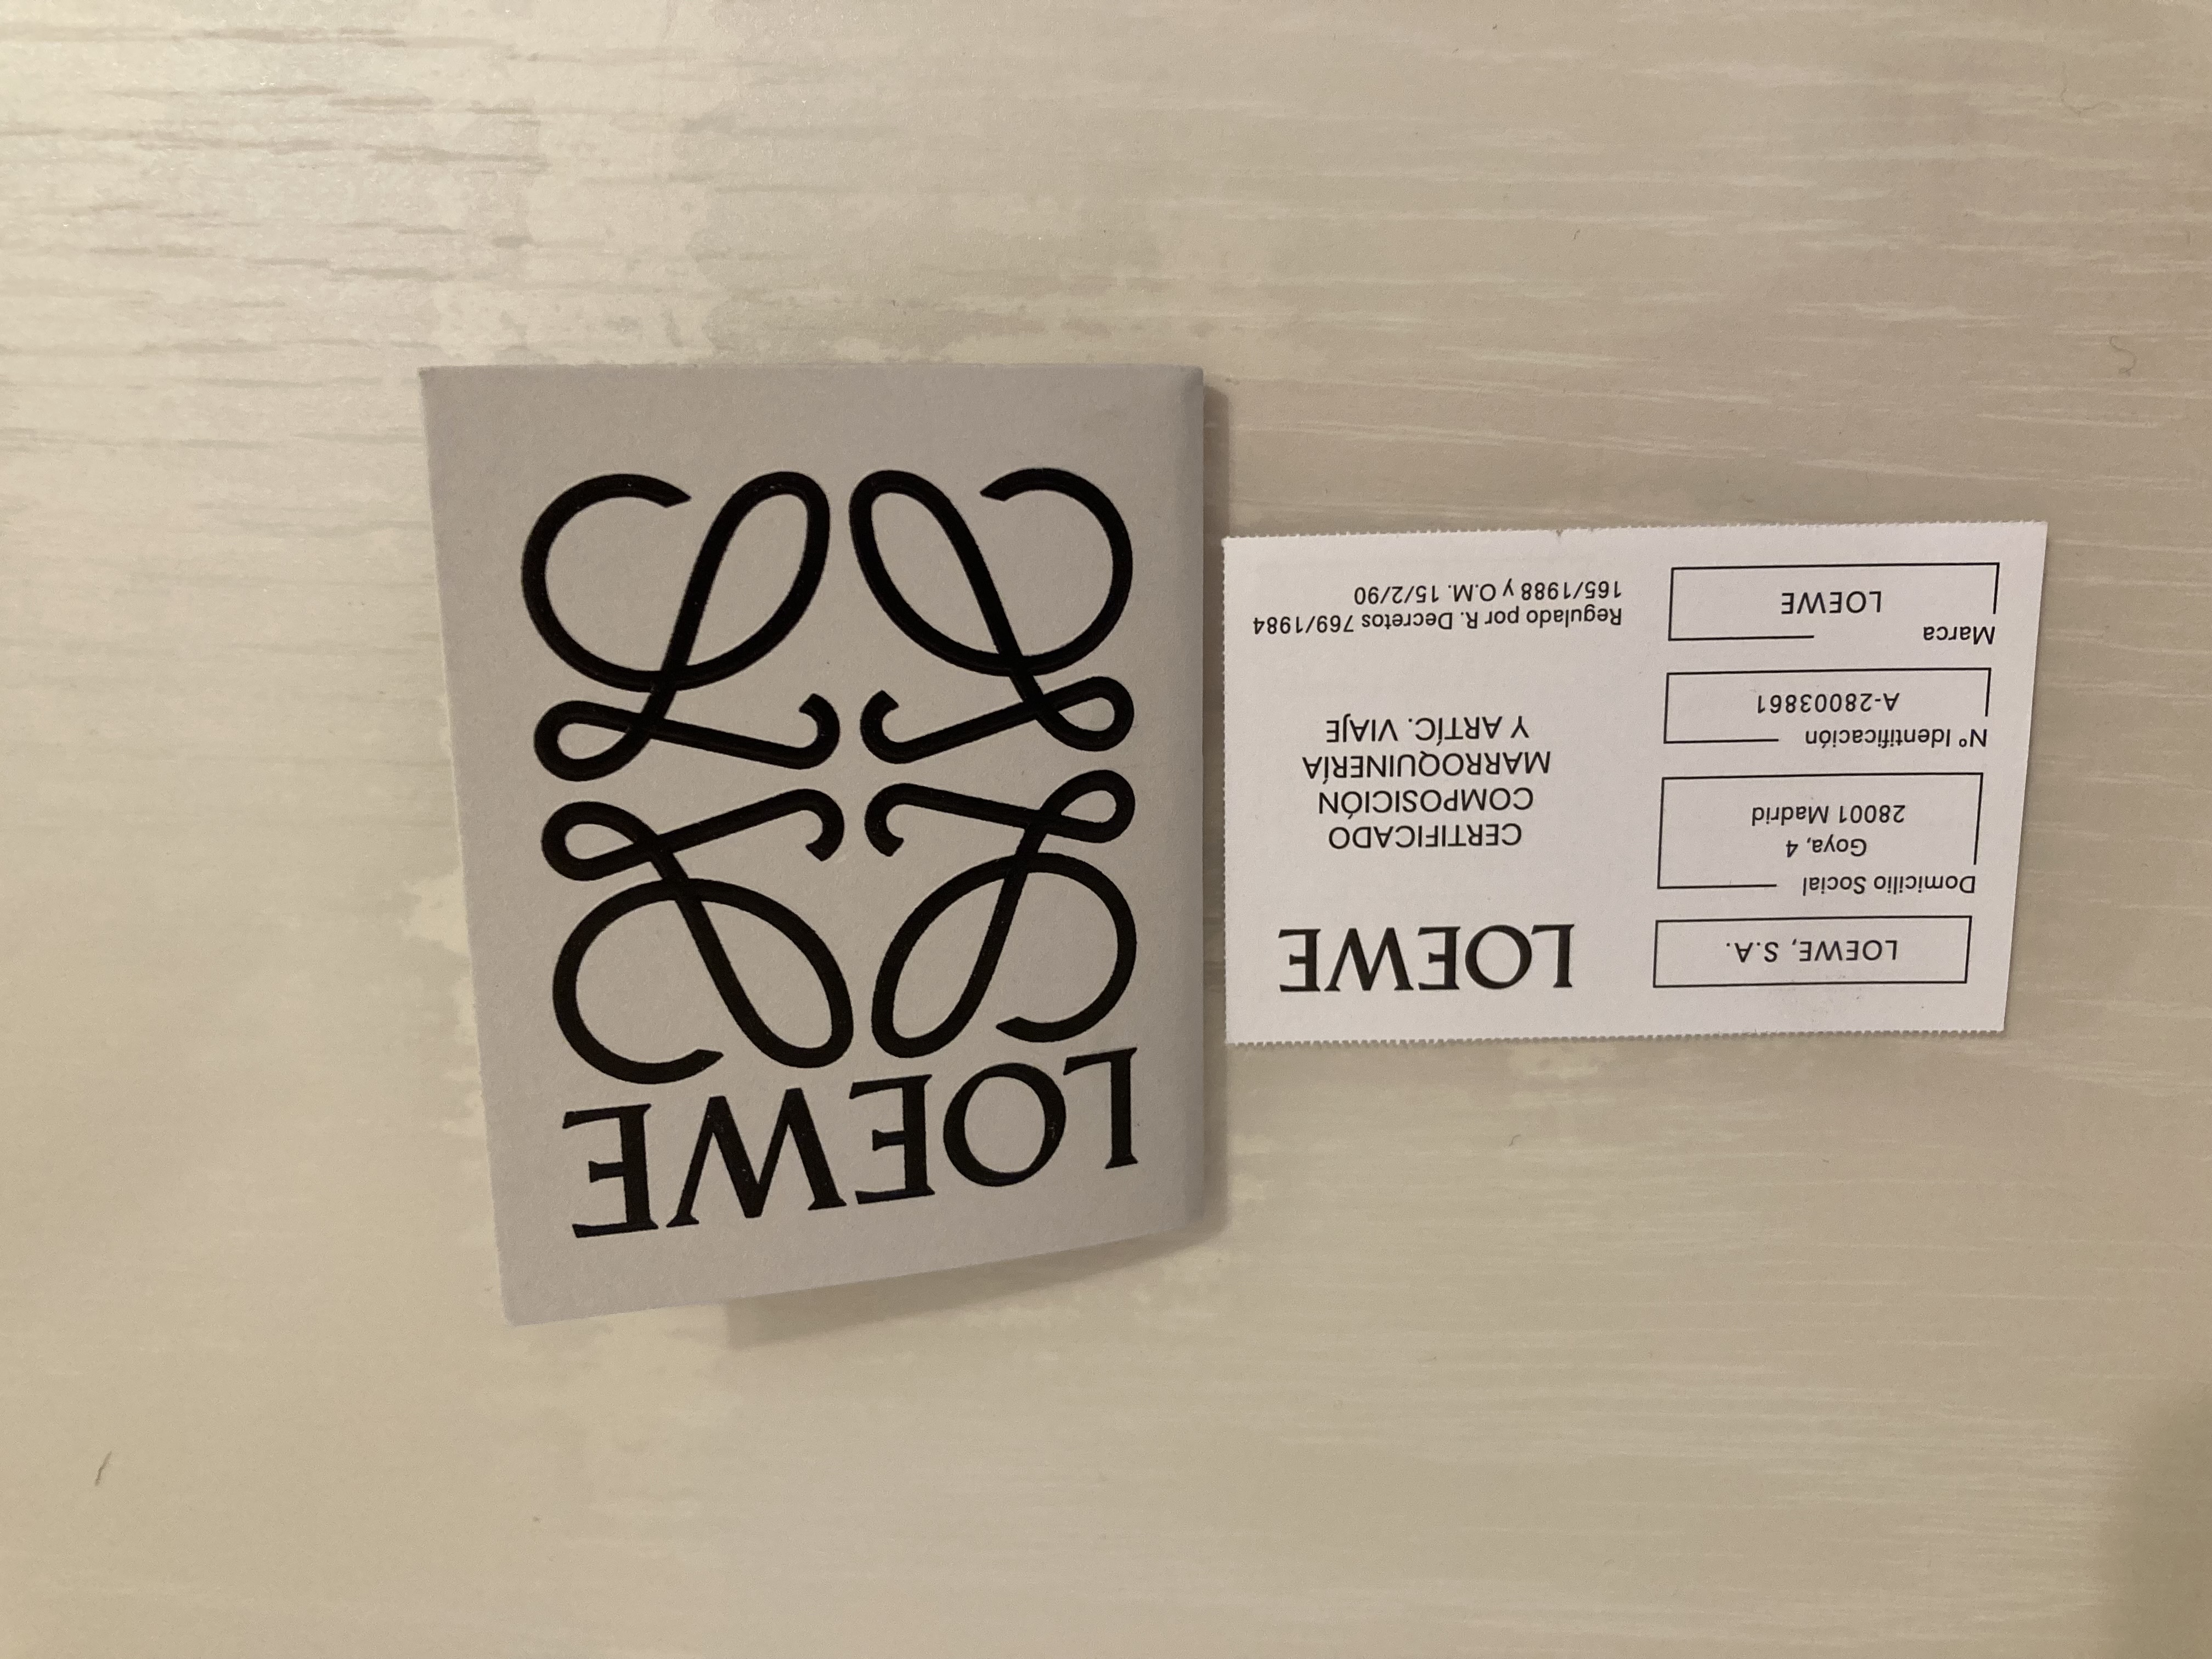 LOEWE
LOEWE, S.A.
Domicilio Social
Goya, 4
28001 Madrid
Nº Identificación
A-28003861
Marca
LOEWE
LOEWE
CERTIFICADO
COMPOSICIÓN
MARROQUINERÍA
Y ARTÍC. VIAJE
Regulado por R. Decretos 769/1984
165/1988 y O.M. 15/2/90